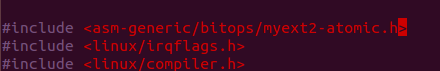 #include <asm-generic/bitops/myext2-atomic.h>
#include <linux/irqflags.h>
#include <linux/compiler.h>